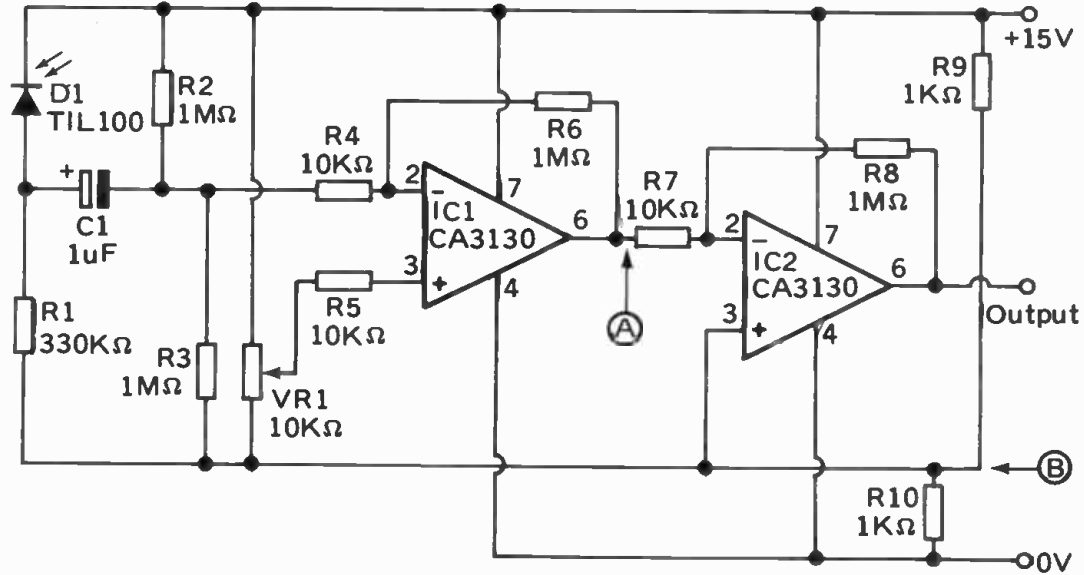 +15V
D1
TIL100
R2
1MΩ
R9
1KΩ
R4
10KΩ
R6
1MΩ
+
C1
1uF
2
−
7
IC1
CA3130
6
3
+
4
R5
10KΩ
R7
10KΩ
R8
1MΩ
2
−
7
IC2
CA3130
6
3
+
4
Output
A
R1
330KΩ
R3
1MΩ
VR1
10KΩ
B
R10
1KΩ
0V